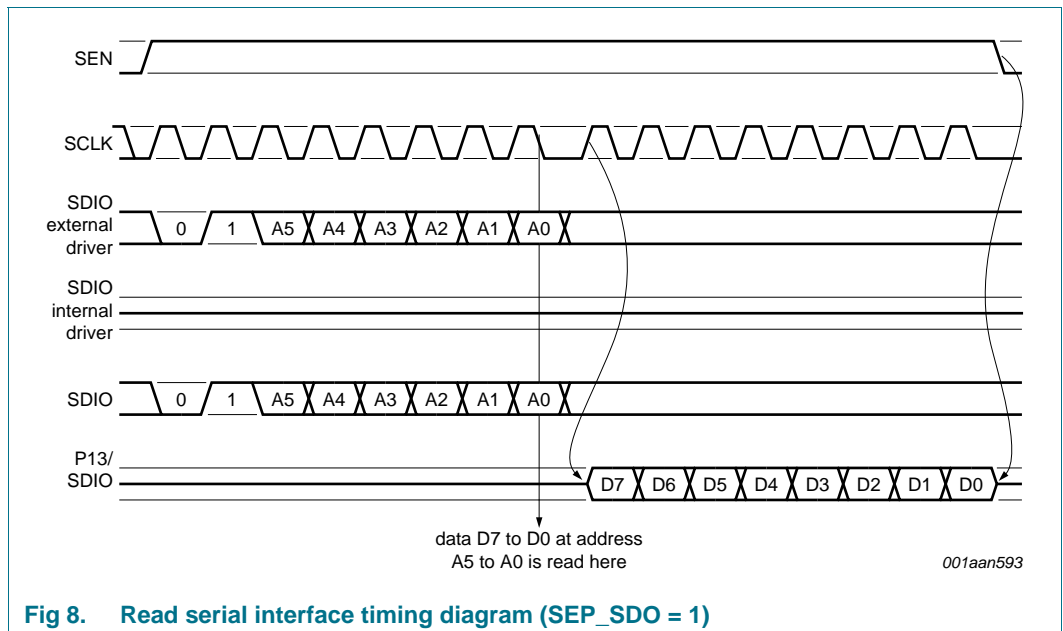 SEN
SCLK
SDIO
external
driver
0 1 A5 A4 A3 A2 A1 A0
SDIO
internal
driver
SDIO
0 1 A5 A4 A3 A2 A1 A0
P13/
SDIO
D7 D6 D5 D4 D3 D2 D1 D0
data D7 to D0 at address
A5 to A0 is read here
001aan593
Fig 8. Read serial interface timing diagram (SEP_SDO = 1)